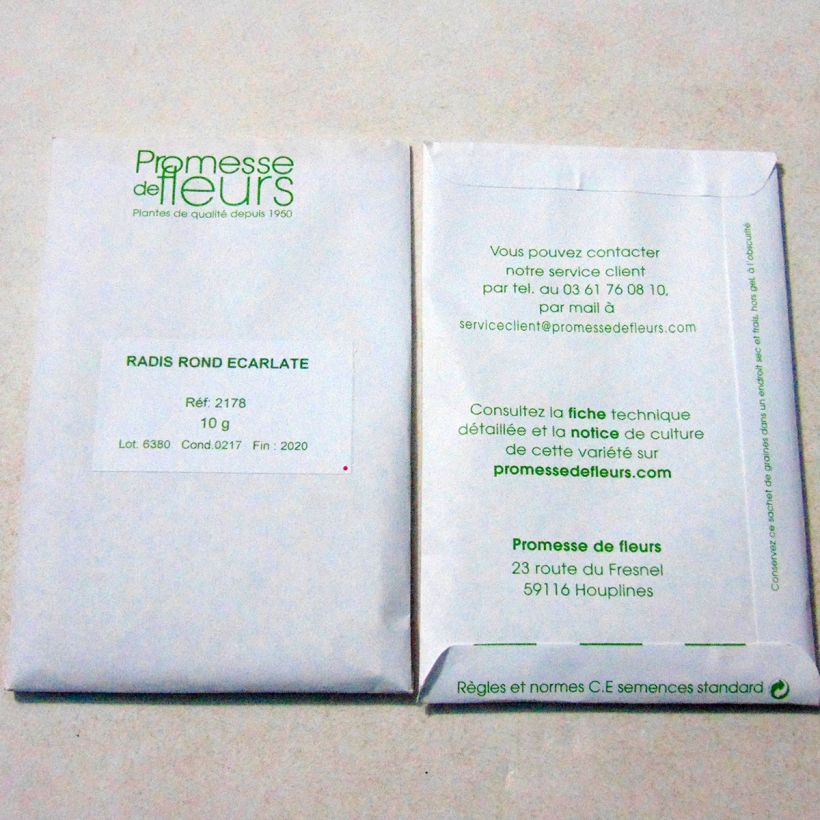 Promesse
de fleurs
Plantes de qualité depuis 1950
RADIS ROND ECARLATE
Réf: 2178
10 g
Lot: 6380 Cond.0217 Fin : 2020
Vous pouvez contacter
notre service client
par tel. au 03 61 76 08 10,
par mail à
serviceclient@promessedefleurs.com
Consultez la fiche technique
détaillée et la notice de culture
de cette variété sur
promessedefleurs.com
Promesse de fleurs
23 route du Fresnel
59116 Houplines
Conservez ce sachet de graines dans un endroit sec et frais, hors gel, à l'obscuité
Règles et normes C.E semences standard